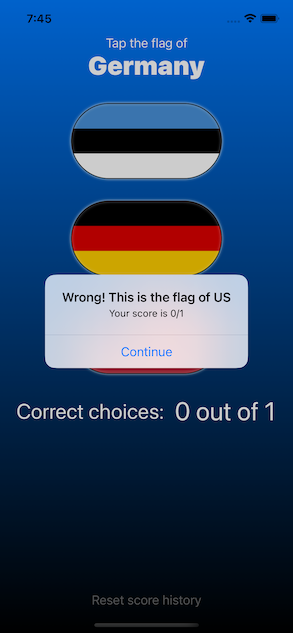 7:45
Tap the flag of
Germany
Wrong! This is the flag of US
Your score is 0/1
Continue
Correct choices: 0 out of 1
Reset score history